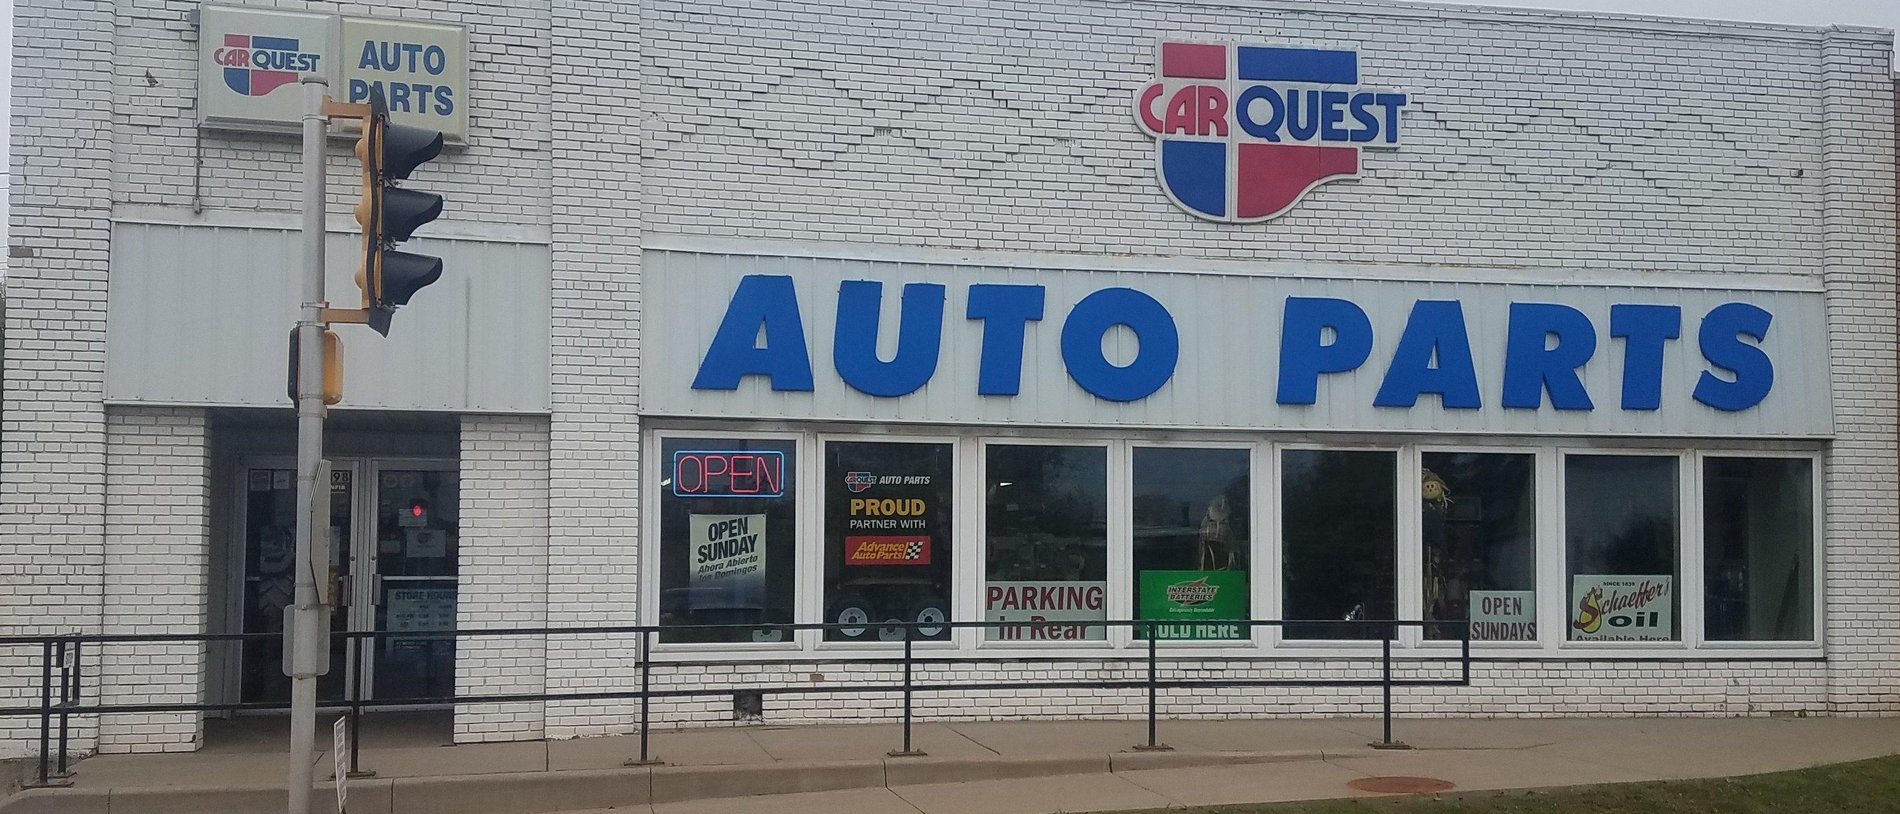 CARQUEST
AUTO
PARTS
CARQUEST
AUTO PARTS
OPEN
OPEN
SUNDAY
Ahora Abierto
los Domingos
CARQUEST AUTO PARTS
PROUD
PARTNER WITH
Advance
Auto Parts
PARKING
in Rear
INTERSTATE
BATTERIES
SOLD HERE
OPEN
SUNDAYS
SINCE 1839
Schaeffer's
Oil
Available Here
STORE HOURS